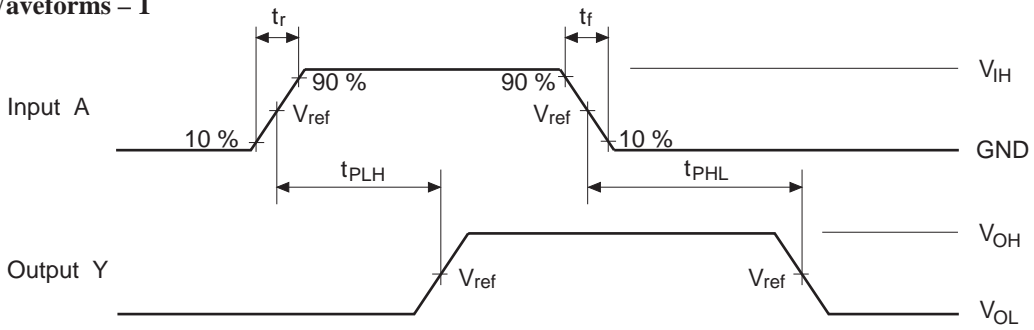 aveforms – 1
tr tf
90 % 90 % VIH
Input A Vref Vref
10 % 10 % GND
tPLH tPHL
VOH
Output Y Vref Vref
VOL